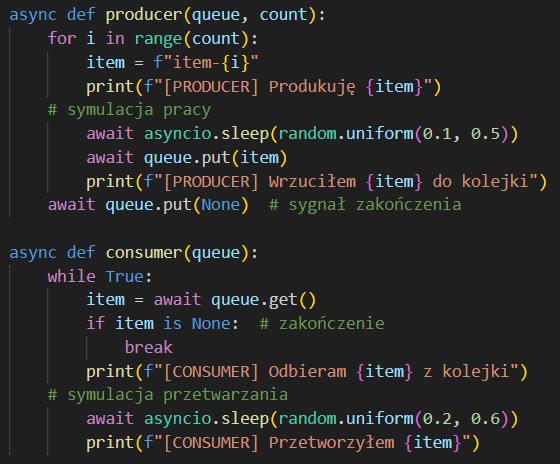 async def producer(queue, count):
    for i in range(count):
        item = f"item-{i}"
        print(f"[PRODUCER] Produkuję {item}")
    # symulacja pracy
        await asyncio.sleep(random.uniform(0.1, 0.5))
        await queue.put(item)
        print(f"[PRODUCER] Wrzuciłem {item} do kolejki")
    await queue.put(None)  # sygnał zakończenia

async def consumer(queue):
    while True:
        item = await queue.get()
        if item is None:  # zakończenie
            break
        print(f"[CONSUMER] Odbieram {item} z kolejki")
    # symulacja przetwarzania
        await asyncio.sleep(random.uniform(0.2, 0.6))
        print(f"[CONSUMER] Przetworzyłem {item}")